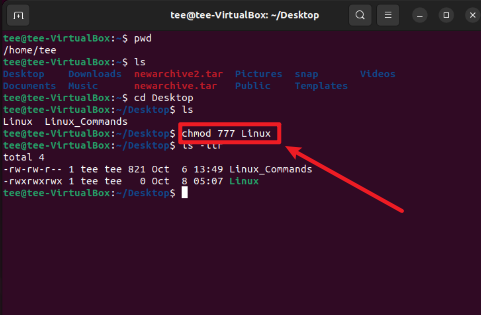 tee@tee-VirtualBox: ~/Desktop
tee@tee-VirtualBox:~$ pwd
/home/tee
tee@tee-VirtualBox:~$ ls
Desktop Downloads newarchive2.tar Pictures snap Videos
Documents Music newarchive.tar Public Templates
tee@tee-VirtualBox:~$ cd Desktop
tee@tee-VirtualBox:~/Desktop$ ls
Linux Linux_Commands
tee@tee-VirtualBox:~/Desktop$ chmod 777 Linux
tee@tee-VirtualBox:~/Desktop$ ls -ltr
total 4
-rw-rw-r-- 1 tee tee 821 Oct 6 13:49 Linux_Commands
-rwxrwxrwx 1 tee tee 0 Oct 8 05:07 Linux
tee@tee-VirtualBox:~/Desktop$